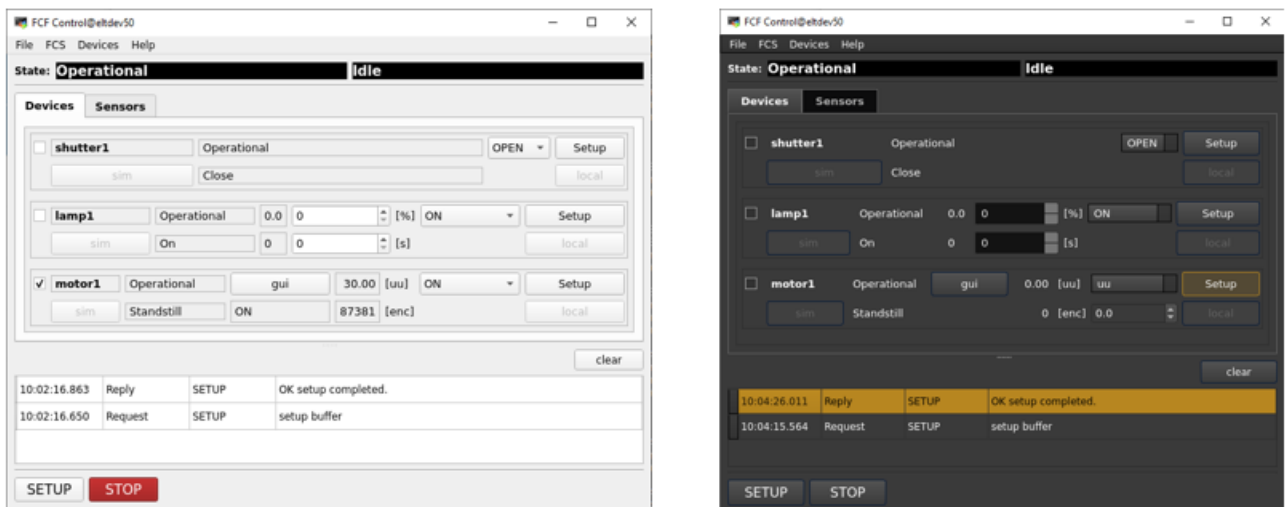 FCF Control@eltdev50
File FCS Devices Help
State: Operational Idle
Devices Sensors
shutter1 Operational OPEN Setup
sim Close local
lamp1 Operational 0.0 0 [%] ON Setup
sim On 0 0 [s] local
motor1 Operational gui 30.00 [uu] ON Setup
sim Standstill ON 87381 [enc] local
clear
10:02:16.863 Reply SETUP OK setup completed.
10:02:16.650 Request SETUP setup buffer
SETUP STOP
FCF Control@eltdev50
File FCS Devices Help
State: Operational Idle
Devices Sensors
shutter1 Operational OPEN Setup
sim Close local
lamp1 Operational 0.0 0 [%] ON Setup
sim On 0 0 [s] local
motor1 Operational gui 0.00 [uu] uu Setup
sim Standstill 0 [enc] 0.0 local
clear
10:04:26.011 Reply SETUP OK setup completed.
10:04:15.564 Request SETUP setup buffer
SETUP STOP